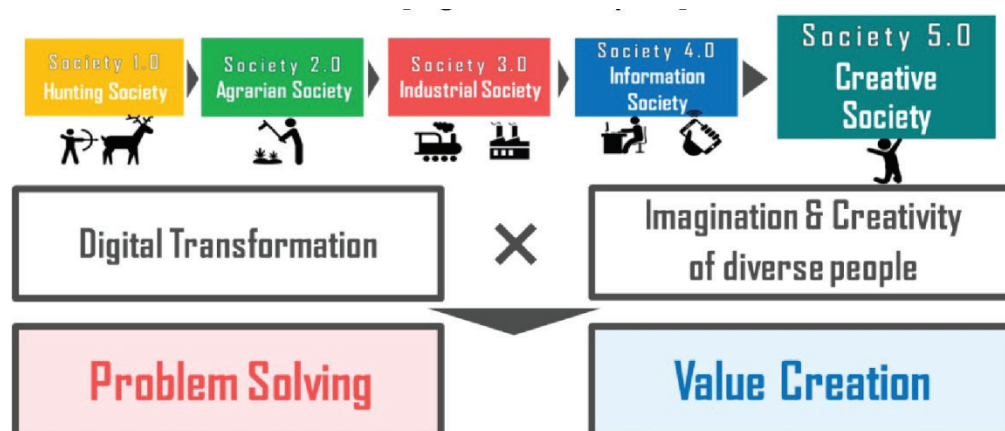 Society 1.0
Hunting Society
Society 2.0
Agrarian Society
Society 3.0
Industrial Society
Society 4.0
Information
Society
Society 5.0
Creative
Society
Digital Transformation
×
Imagination & Creativity
of diverse people
Problem Solving
Value Creation